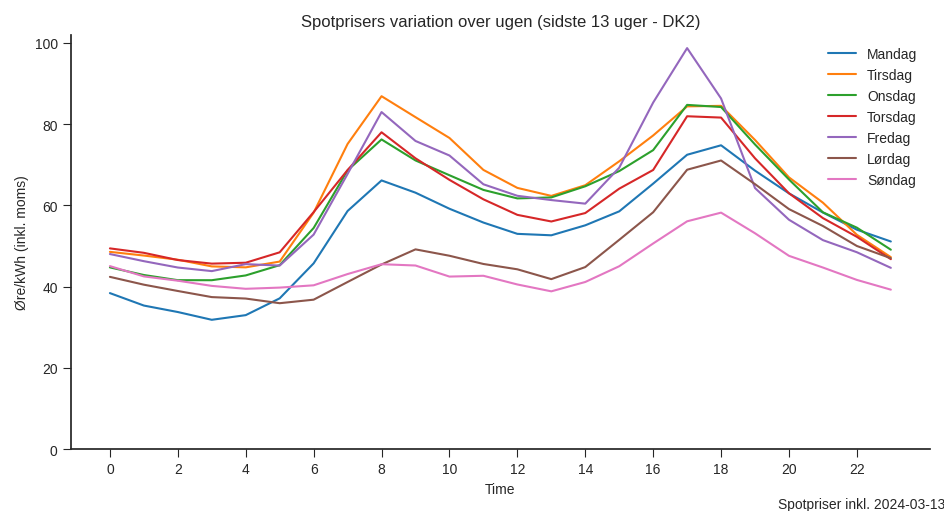 Spotprisers variation over ugen (sidste 13 uger - DK2)
100
80
60
40
20
0
Øre/kWh (inkl. moms)
Mandag
Tirsdag
Onsdag
Torsdag
Fredag
Lørdag
Søndag
0 2 4 6 8 10 12 14 16 18 20 22
Time
Spotpriser inkl. 2024-03-13